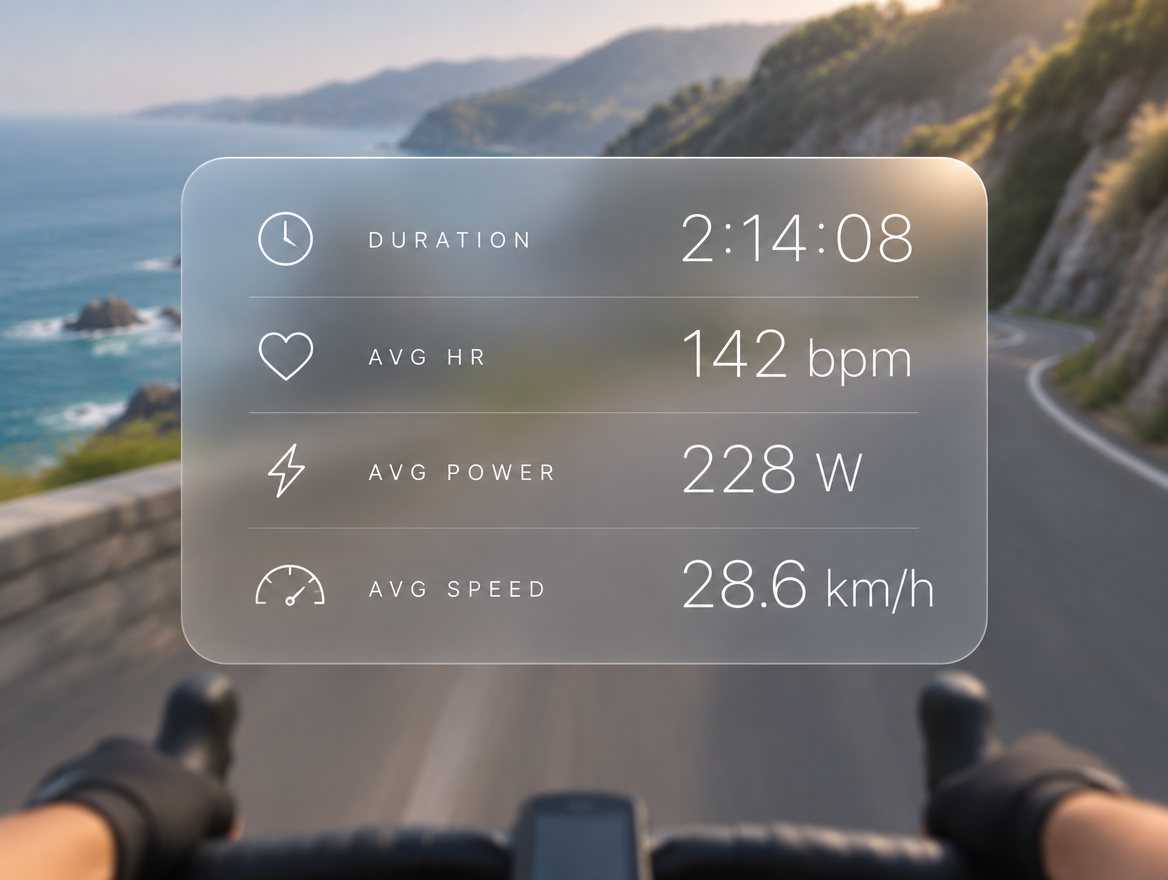 DURATION 2:14:08
AVG HR 142 bpm
AVG POWER 228 W
AVG SPEED 28.6 km/h